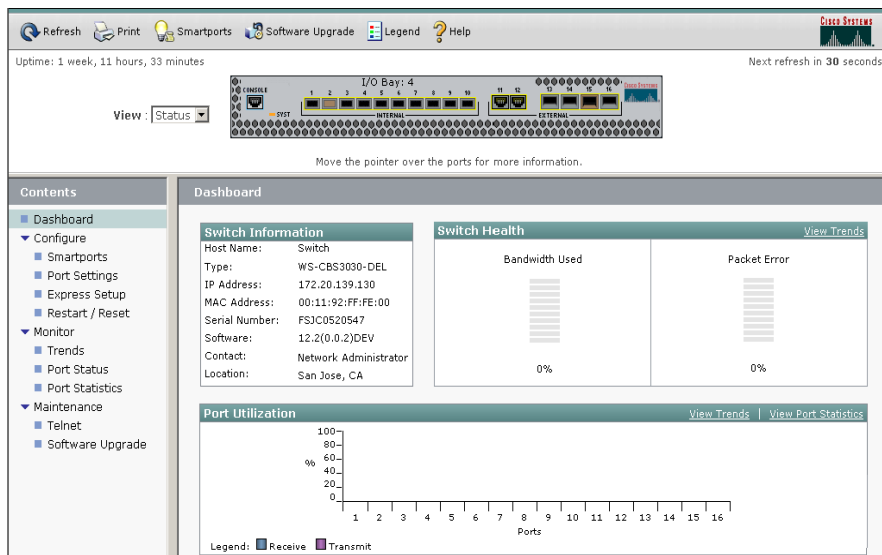 Refresh Print Smartports Software Upgrade Legend Help
CISCO SYSTEMS
Uptime: 1 week, 11 hours, 33 minutes
Next refresh in 30 seconds
View : Status
I/O Bay: 4
CONSOLE
1 2 3 4 5 6 7 8 9 10 11 12 13 14 15 16
CISCO SYSTEMS
SYST
INTERNAL
EXTERNAL
Move the pointer over the ports for more information.
Contents
Dashboard
Configure
Smartports
Port Settings
Express Setup
Restart / Reset
Monitor
Trends
Port Status
Port Statistics
Maintenance
Telnet
Software Upgrade
Dashboard
Switch Information
Host Name: Switch
Type: WS-CBS3030-DEL
IP Address: 172.20.139.130
MAC Address: 00:11:92:FF:FE:00
Serial Number: FSJC0520547
Software: 12.2(0.0.2)DEV
Contact: Network Administrator
Location: San Jose, CA
Switch Health View Trends
Bandwidth Used
0%
Packet Error
0%
Port Utilization View Trends | View Port Statistics
100
80
60
%
40
20
0
1 2 3 4 5 6 7 8 9 10 11 12 13 14 15 16
Ports
Legend: Receive Transmit